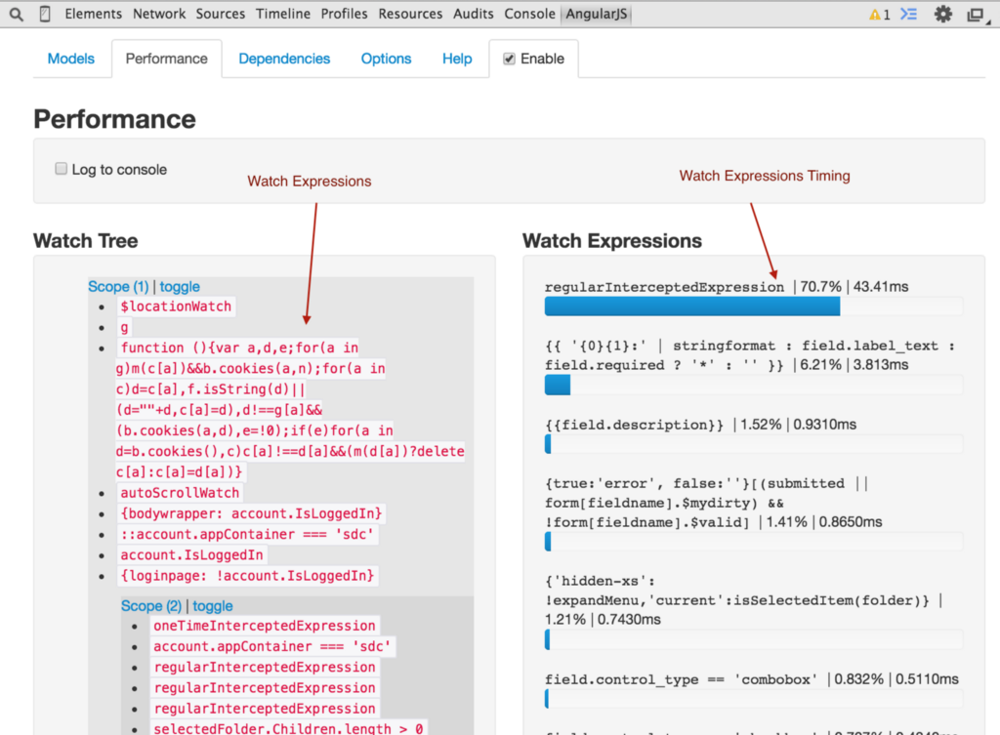 Elements Network Sources Timeline Profiles Resources Audits Console AngularJS 1
Models Performance Dependencies Options Help Enable
Performance
Log to console
Watch Expressions
Watch Expressions Timing
Watch Tree
Scope (1) | toggle
$locationWatch
g
function (){var a,d,e;for(a in
g)m(c[a])&&b.cookies(a,n);for(a in
c)d=c[a],f.isString(d)||
(d=""+d,c[a]=d),d!==g[a]&&
(b.cookies(a,d),e=!0);if(e)for(a in
d=b.cookies(),c)c[a]!==d[a]&&(m(d[a])?delete
c[a]:c[a]=d[a])}
autoScrollWatch
{bodywrapper: account.IsLoggedIn}
::account.appContainer === 'sdc'
account.IsLoggedIn
{loginpage: !account.IsLoggedIn}
Scope (2) | toggle
oneTimeInterceptedExpression
account.appContainer === 'sdc'
regularInterceptedExpression
regularInterceptedExpression
regularInterceptedExpression
selectedFolder.Children.length > 0
Watch Expressions
regularInterceptedExpression | 70.7% | 43.41ms
{{ '{0}{1}:' | stringformat : field.label_text :
field.required ? '*' : '' }} | 6.21% | 3.813ms
{{field.description}} | 1.52% | 0.9310ms
{true:'error', false:''}[(submitted ||
form[fieldname].$mydirty) &&
!form[fieldname].$valid] | 1.41% | 0.8650ms
{'hidden-xs':
!expandMenu,'current':isSelectedItem(folder)} |
1.21% | 0.7430ms
field.control_type == 'combobox' | 0.832% | 0.5110ms